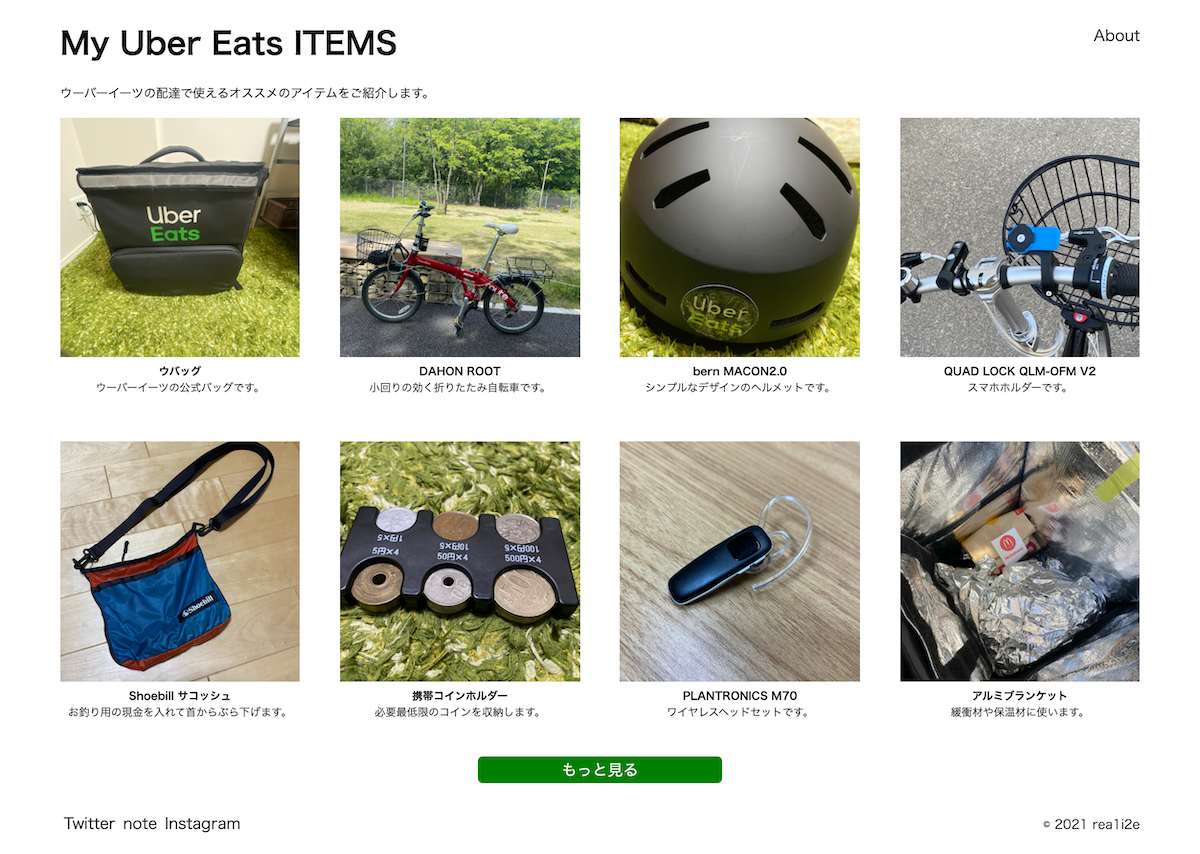 My Uber Eats ITEMS
About
ウーバーイーツの配達で使えるオススメのアイテムをご紹介します。
Uber
Eats
Uber
Eats
ウバッグ
DAHON ROOT
bern MACON2.0
QUAD LOCK QLM-OFM V2
ウーバーイーツの公式バッグです。
小回りの効く折りたたみ自転車です。
シンプルなデザインのヘルメットです。
スマホホルダーです。
Shoebill
1円×5
10円×5
100円×5
5円×4
50円×4
500円×4
Shoebill サコッシュ
携帯コインホルダー
PLANTRONICS M70
アルミブランケット
お釣り用の現金を入れて首からぶら下げます。
必要最低限のコインを収納します。
ワイヤレスヘッドセットです。
緩衝材や保温材に使います。
もっと見る
Twitter note Instagram
© 2021 rea1i2e